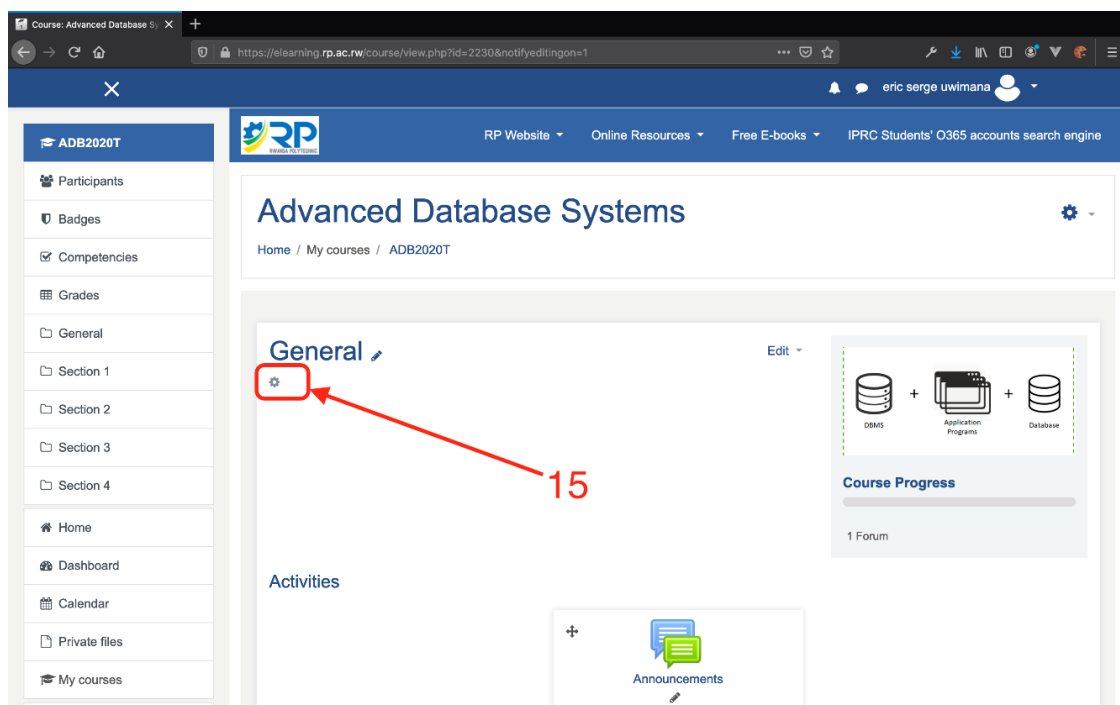 Course: Advanced Database Sy
https://elearning.rp.ac.rw/course/view.php?id=2230&notifyeditingon=1
eric serge uwimana
ADB2020T
Participants
Badges
Competencies
Grades
General
Section 1
Section 2
Section 3
Section 4
Home
Dashboard
Calendar
Private files
My courses
RP
RWANDA POLYTECHNIC
RP Website
Online Resources
Free E-books
IPRC Students' O365 accounts search engine
Advanced Database Systems
Home / My courses / ADB2020T
General
Edit
15
DBMS
+
Application
Programs
+
Database
Course Progress
1 Forum
Activities
Announcements